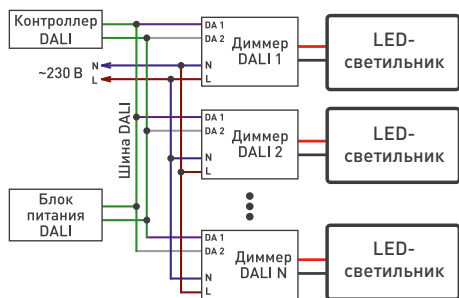 Контроллер
DALI
~230 В
N
L
Шина DALI
Блок
питания
DALI
DA 1
DA 2
N
L
Диммер
DALI 1
LED-
светильник
DA 1
DA 2
N
L
Диммер
DALI 2
LED-
светильник
DA 1
DA 2
N
L
Диммер
DALI N
LED-
светильник